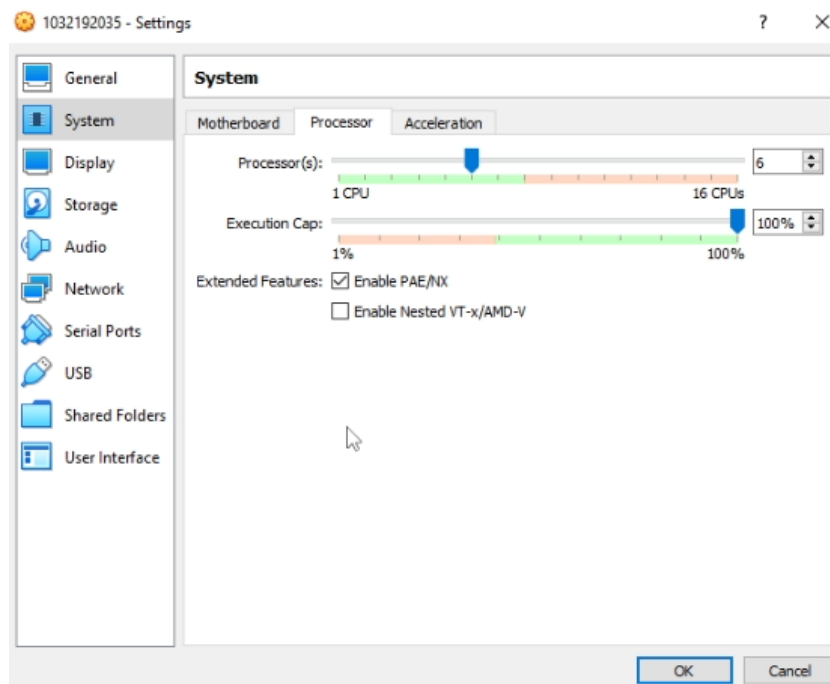 1032192035 - Settings ?
General
System
Display
Storage
Audio
Network
Serial Ports
USB
Shared Folders
User Interface
System
Motherboard Processor Acceleration
Processor(s): 6
1 CPU 16 CPUs
Execution Cap: 100%
1% 100%
Extended Features: Enable PAE/NX
Enable Nested VT-x/AMD-V
OK Cancel